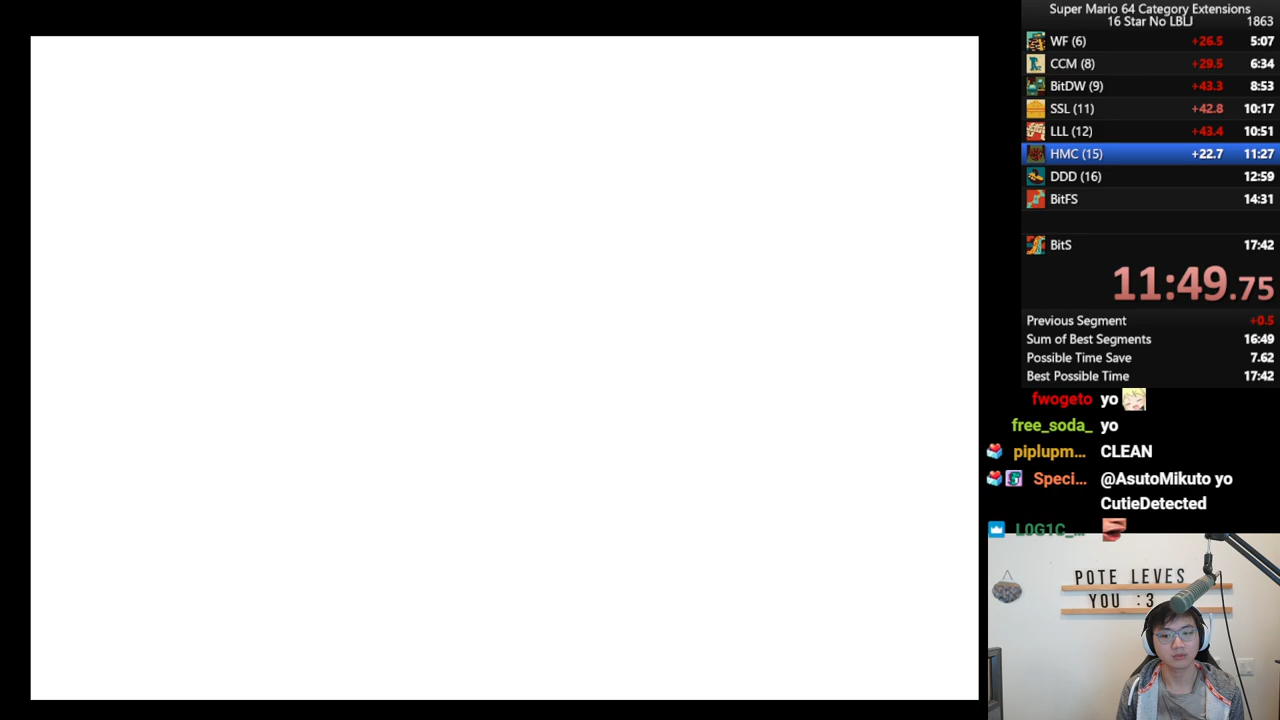 Super Mario 64 Category Extensions
16 Star No LBLJ 1863
WF (6) +26.5 5:07
CCM (8) +29.5 6:34
BitDW (9) +43.3 8:53
SSL (11) +42.8 10:17
LLL (12) +43.4 10:51
HMC (15) +22.7 11:27
DDD (16) 12:59
BitFS 14:31
BitS 17:42
11:49.75
Previous Segment +0.5
Sum of Best Segments 16:49
Possible Time Save 7.62
Best Possible Time 17:42
fwogeto yo
free_soda_ yo
piplupm... CLEAN
Speci... @AsutoMikuto yo
CutieDetected
L0G1C_...
POTE LEVES
YOU :3